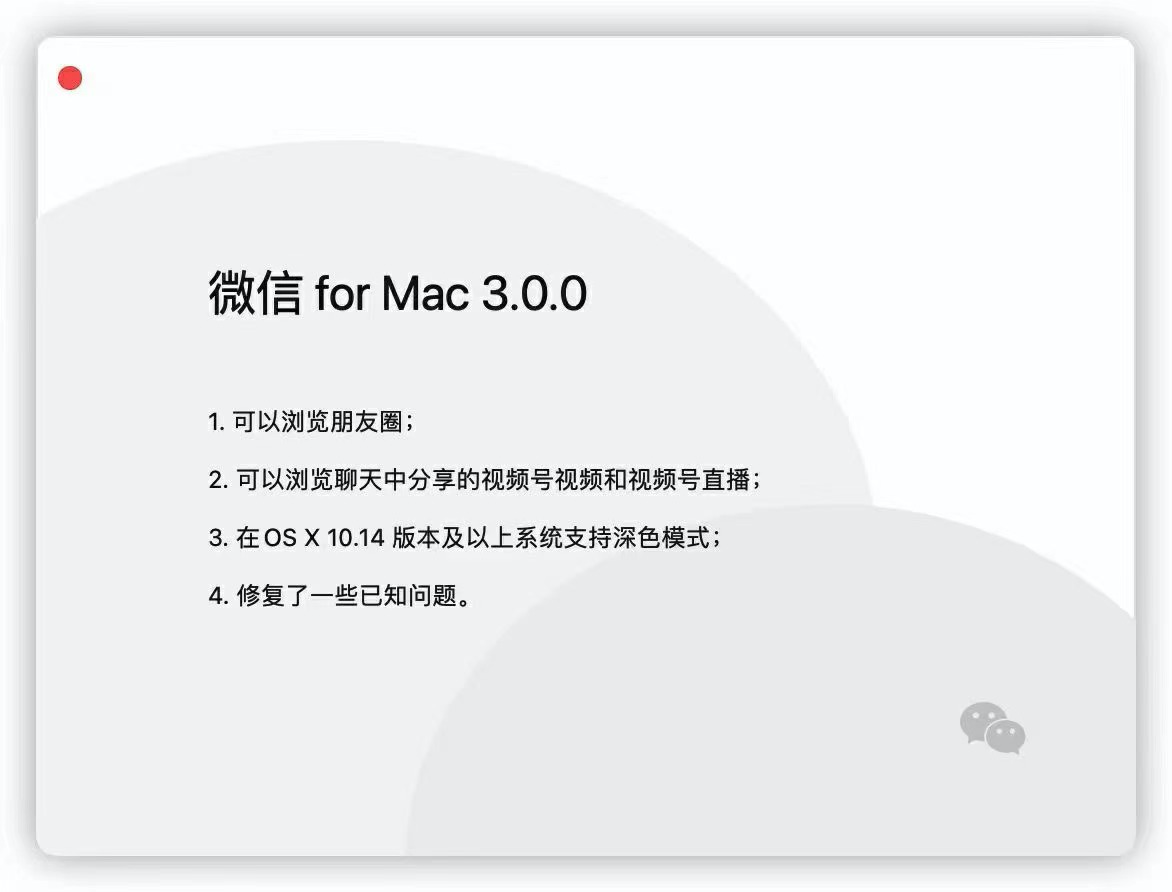 微信 for Mac 3.0.0
1. 可以浏览朋友圈；
2. 可以浏览聊天中分享的视频号视频和视频号直播；
3. 在OS X 10.14 版本及以上系统支持深色模式；
4. 修复了一些已知问题。